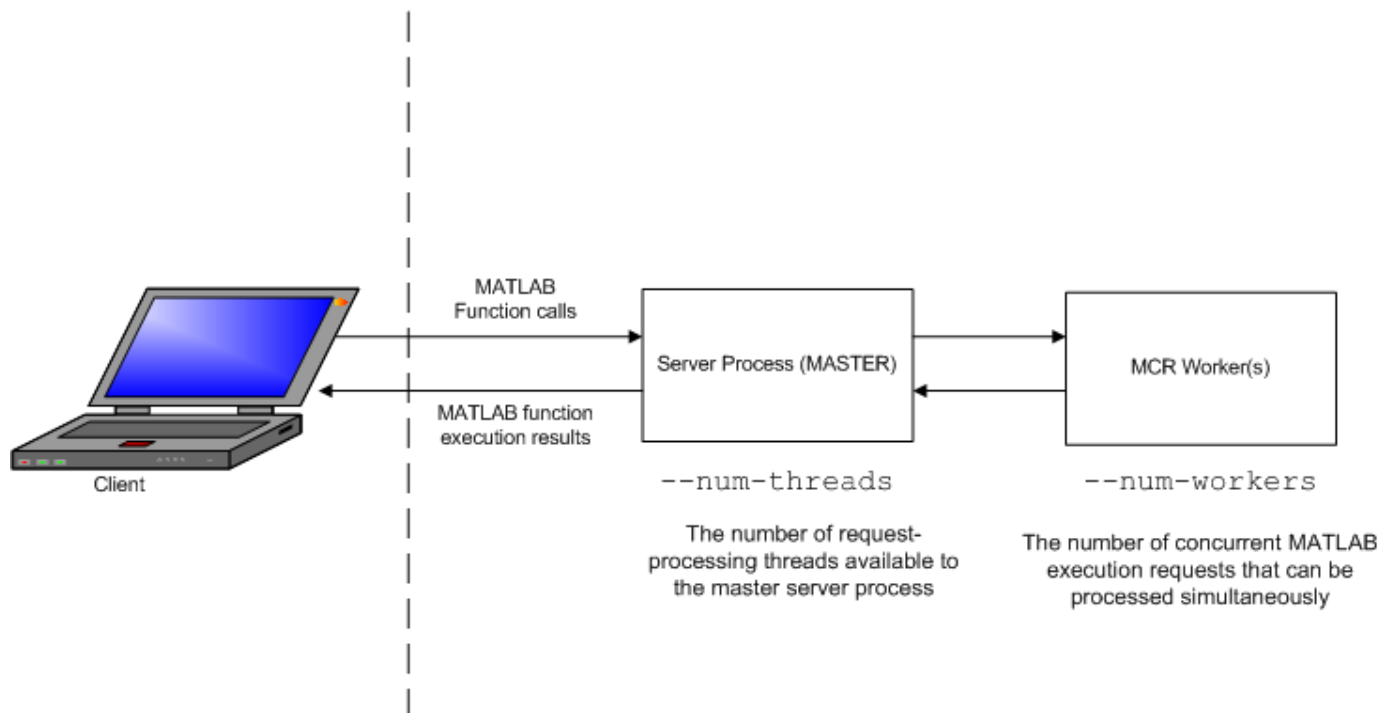 MATLAB
Function calls
Server Process (MASTER)
MCR Worker(s)
MATLAB function
execution results
Client
--num-threads
The number of request-
processing threads available to
the master server process
--num-workers
The number of concurrent MATLAB
execution requests that can be
processed simultaneously